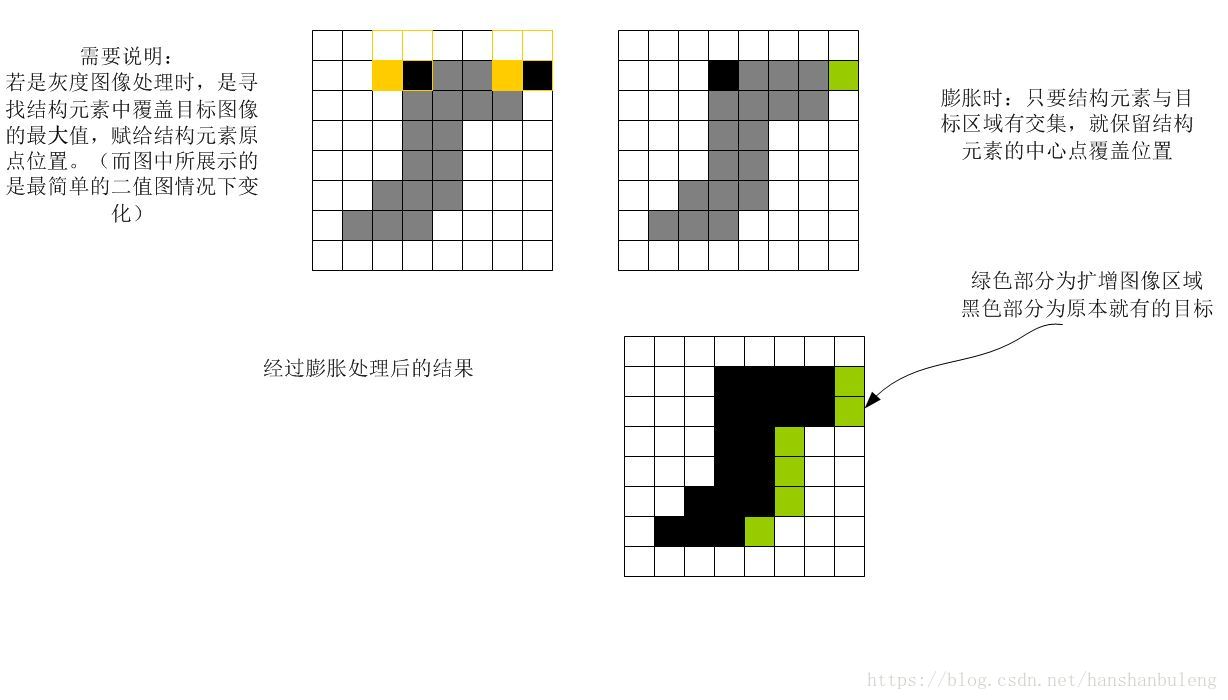 需要说明：
若是灰度图像处理时，是寻
找结构元素中覆盖目标图像
的最大值，赋给结构元素原
点位置。（而图中所展示的
是最简单的二值图情况下变
化）
膨胀时：只要结构元素与目
标区域有交集，就保留结构
元素的中心点覆盖位置
绿色部分为扩增图像区域
黑色部分为原本就有的目标
经过膨胀处理后的结果
https://blog.csdn.net/hanshanbuleng